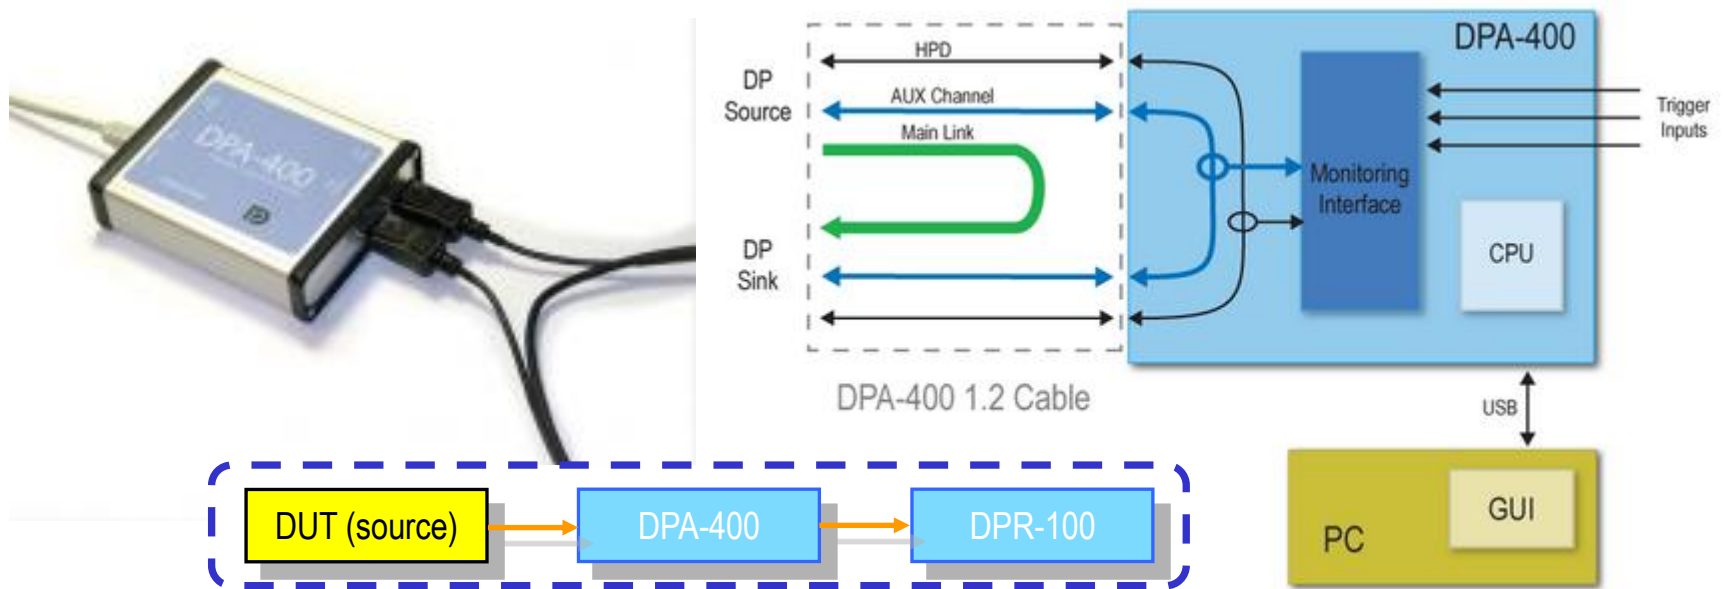 DPA-400
HPD
DP
Source
AUX Channel
Main Link
DP
Sink
DPA-400 1.2 Cable
DPA-400
Monitoring
Interface
CPU
Trigger
Inputs
USB
GUI
PC
DUT (source)
DPA-400
DPR-100